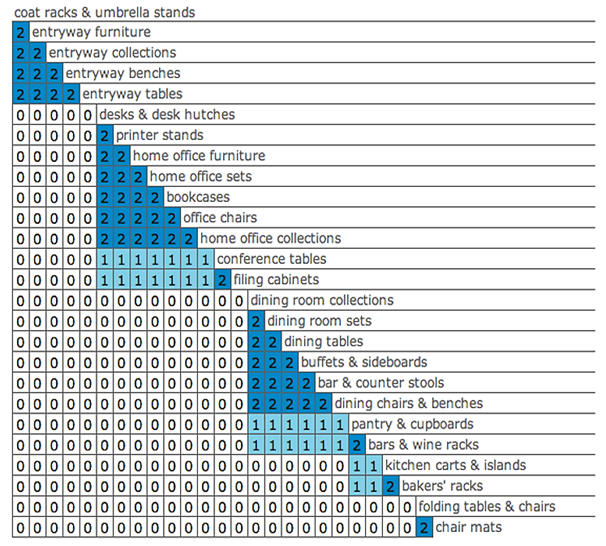 coat racks & umbrella stands
2 entryway furniture
2 2 entryway collections
2 2 2 entryway benches
2 2 2 2 entryway tables
0 0 0 0 0 desks & desk hutches
0 0 0 0 0 2 printer stands
0 0 0 0 0 2 2 home office furniture
0 0 0 0 0 2 2 2 home office sets
0 0 0 0 0 2 2 2 2 bookcases
0 0 0 0 0 2 2 2 2 2 office chairs
0 0 0 0 0 2 2 2 2 2 2 home office collections
0 0 0 0 0 1 1 1 1 1 1 1 conference tables
0 0 0 0 0 1 1 1 1 1 1 1 2 filing cabinets
0 0 0 0 0 0 0 0 0 0 0 0 0 0 dining room collections
0 0 0 0 0 0 0 0 0 0 0 0 0 0 2 dining room sets
0 0 0 0 0 0 0 0 0 0 0 0 0 0 2 2 dining tables
0 0 0 0 0 0 0 0 0 0 0 0 0 0 2 2 2 buffets & sideboards
0 0 0 0 0 0 0 0 0 0 0 0 0 0 2 2 2 2 bar & counter stools
0 0 0 0 0 0 0 0 0 0 0 0 0 0 2 2 2 2 2 dining chairs & benches
0 0 0 0 0 0 0 0 0 0 0 0 0 0 1 1 1 1 1 1 pantry & cupboards
0 0 0 0 0 0 0 0 0 0 0 0 0 0 1 1 1 1 1 1 2 bars & wine racks
0 0 0 0 0 0 0 0 0 0 0 0 0 0 0 0 0 0 0 0 1 1 kitchen carts & islands
0 0 0 0 0 0 0 0 0 0 0 0 0 0 0 0 0 0 0 0 1 1 2 bakers' racks
0 0 0 0 0 0 0 0 0 0 0 0 0 0 0 0 0 0 0 0 0 0 0 0 folding tables & chairs
0 0 0 0 0 0 0 0 0 0 0 0 0 0 0 0 0 0 0 0 0 0 0 0 2 chair mats